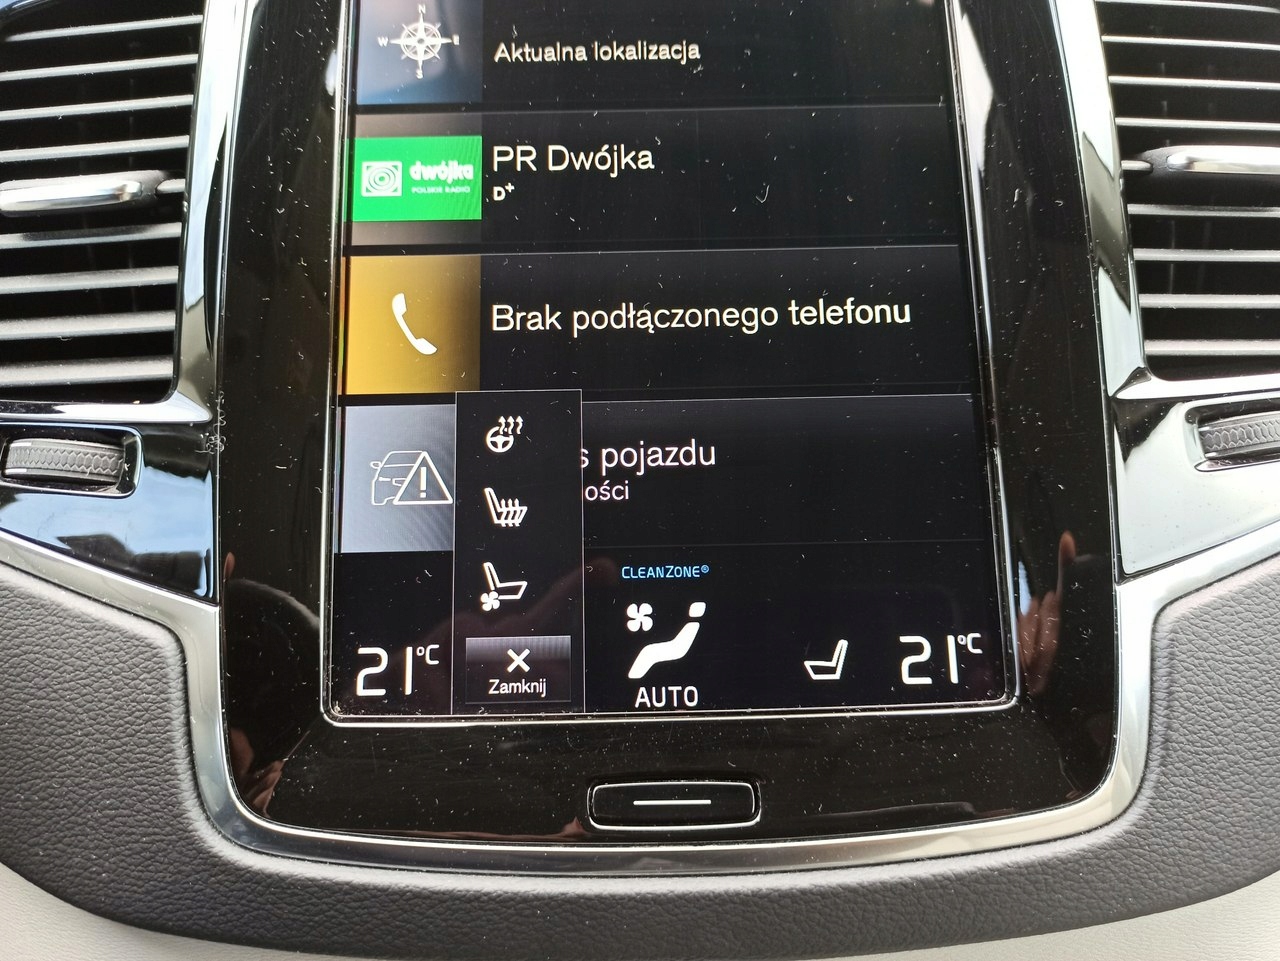 N
W E
S
Aktualna lokalizacja
dwójka
POLSKIE RADIO
PR Dwójka
D+
Brak podłączonego telefonu
s pojazdu
ości
CLEANZONE®
21°C
Zamknij
AUTO
21°C